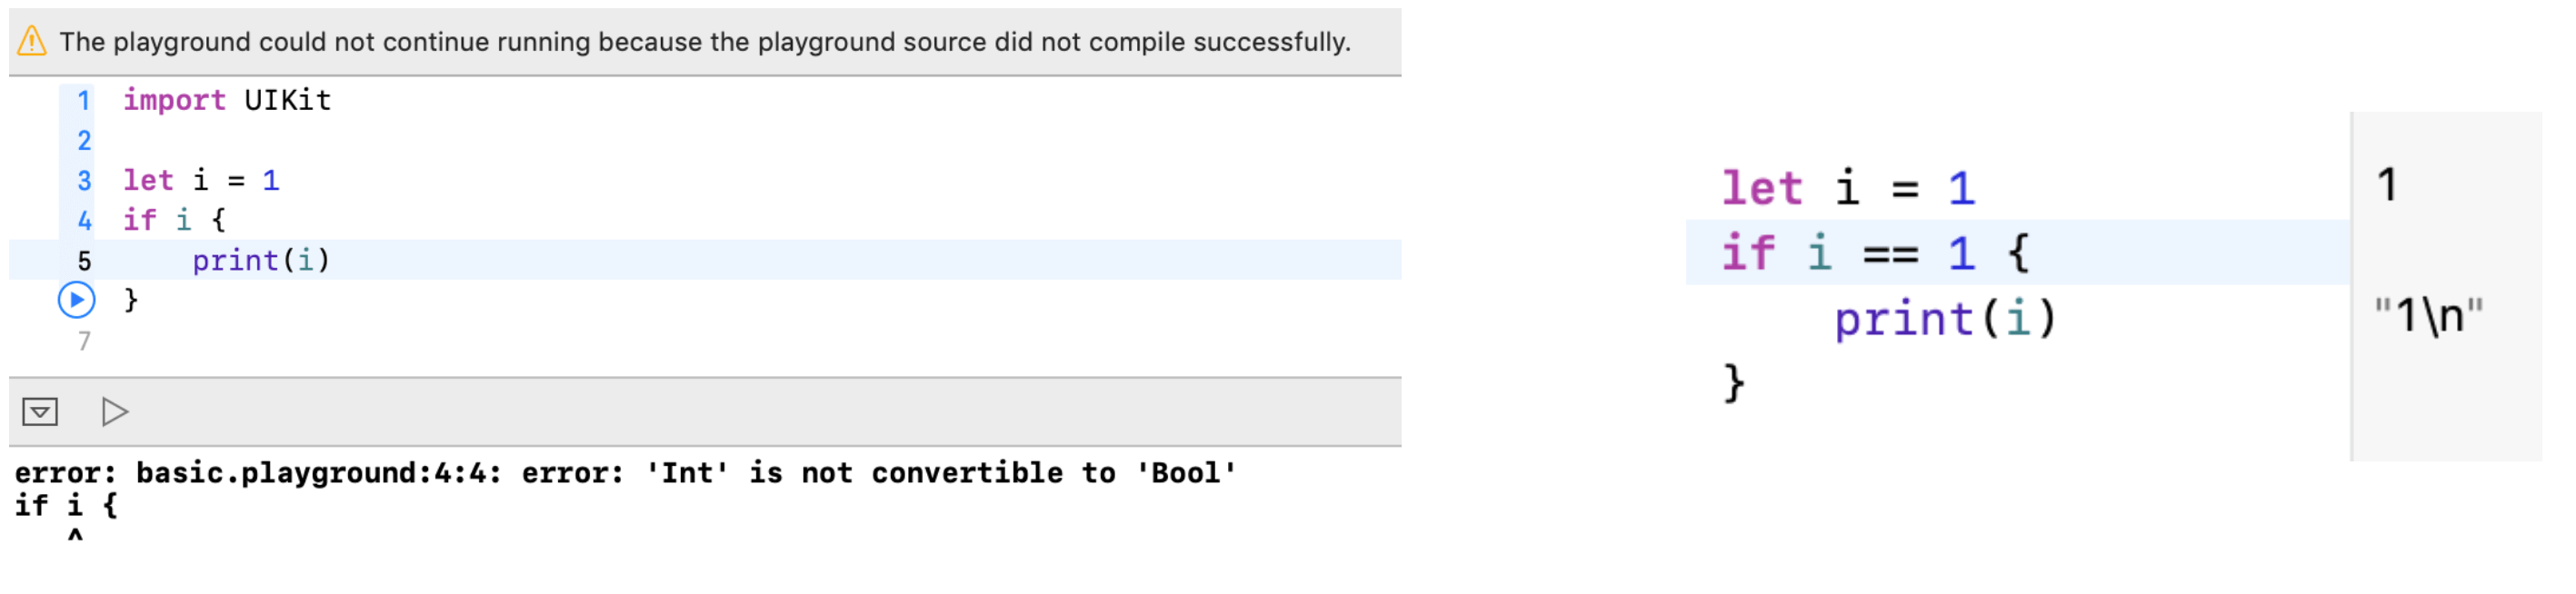 The playground could not continue running because the playground source did not compile successfully.
1 import UIKit
2
3 let i = 1
4 if i {
5     print(i)
}
7
error: basic.playground:4:4: error: 'Int' is not convertible to 'Bool'
if i {
   ^
let i = 1 1
if i == 1 {
    print(i) "1\n"
}